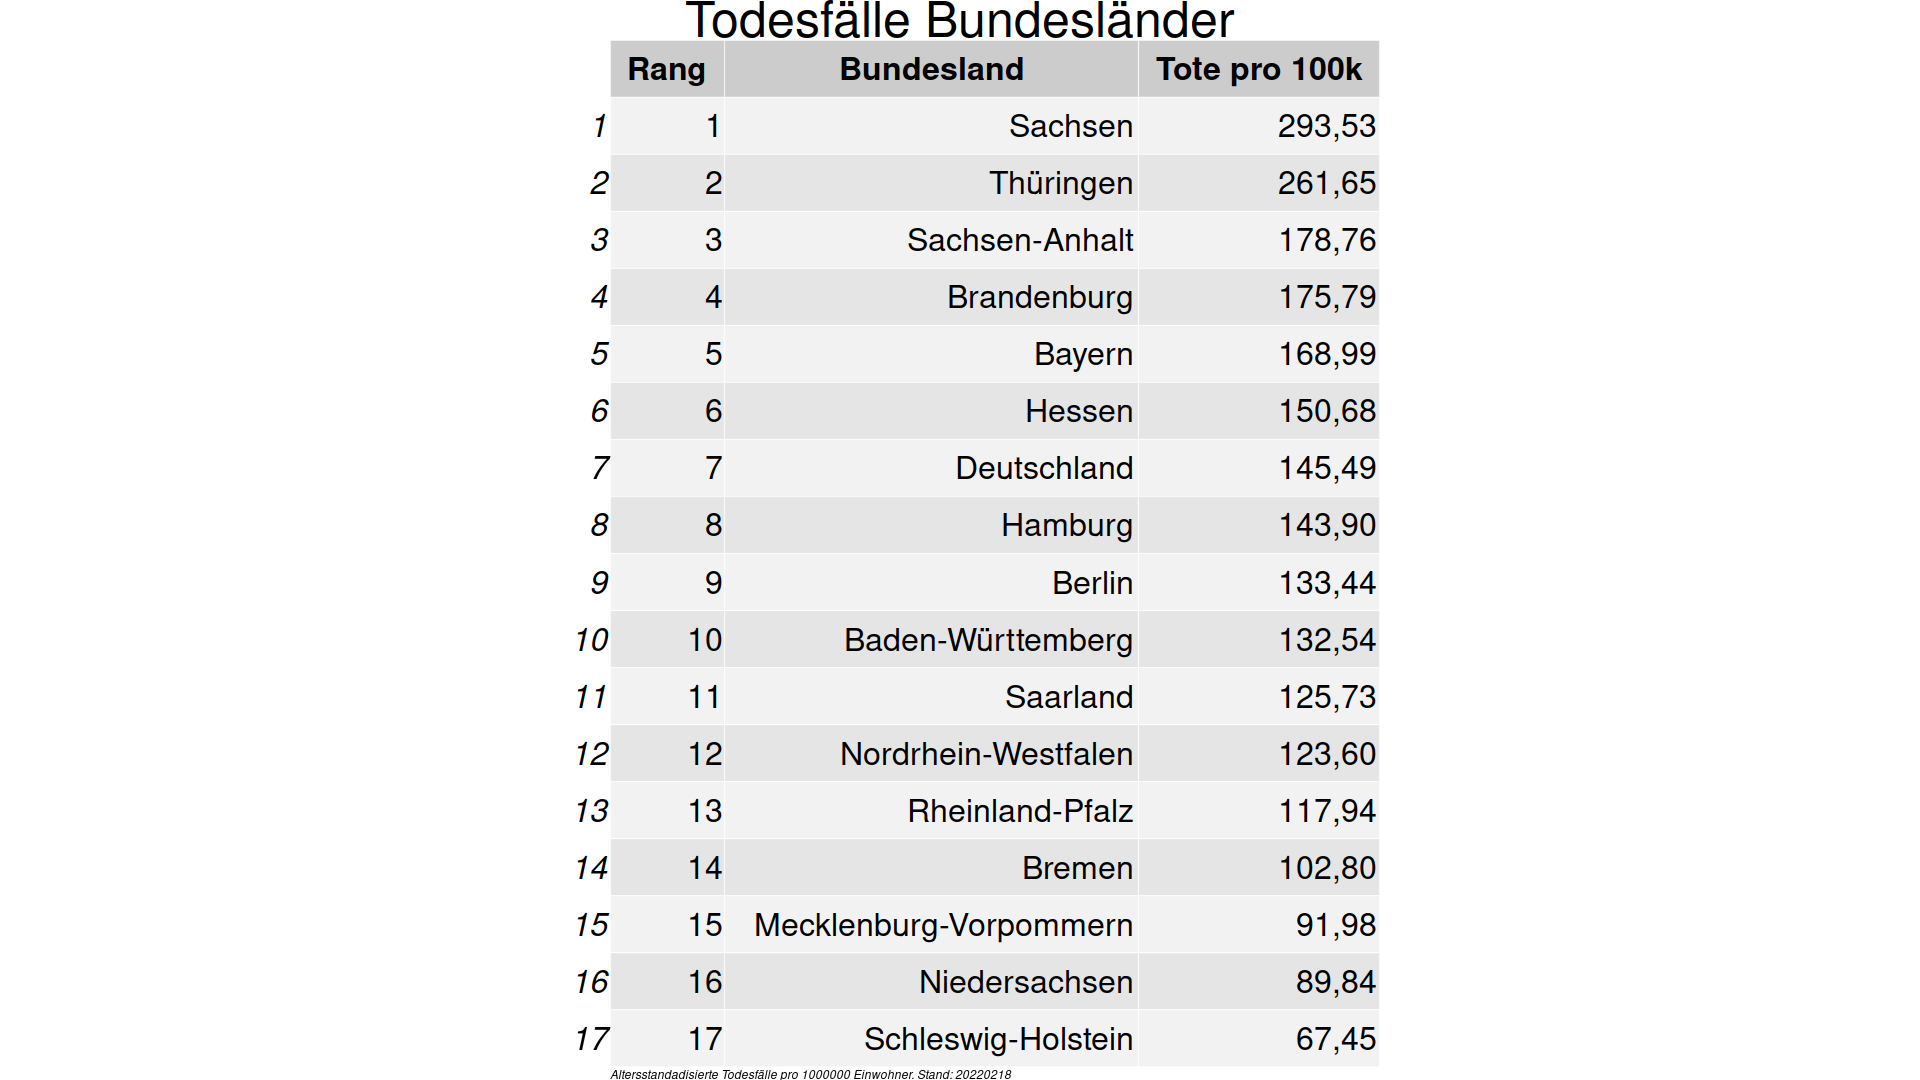 Todesfälle Bundesländer
Rang Bundesland Tote pro 100k
1 1 Sachsen 293,53
2 2 Thüringen 261,65
3 3 Sachsen-Anhalt 178,76
4 4 Brandenburg 175,79
5 5 Bayern 168,99
6 6 Hessen 150,68
7 7 Deutschland 145,49
8 8 Hamburg 143,90
9 9 Berlin 133,44
10 10 Baden-Württemberg 132,54
11 11 Saarland 125,73
12 12 Nordrhein-Westfalen 123,60
13 13 Rheinland-Pfalz 117,94
14 14 Bremen 102,80
15 15 Mecklenburg-Vorpommern 91,98
16 16 Niedersachsen 89,84
17 17 Schleswig-Holstein 67,45
Altersstandadisierte Todesfälle pro 1000000 Einwohner. Stand: 20220218